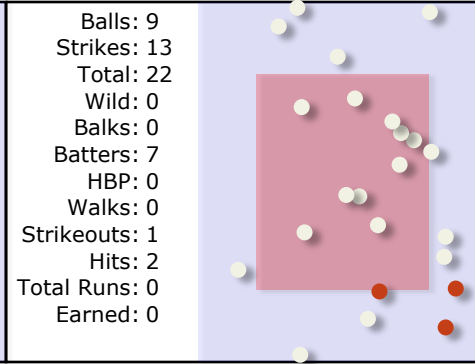 Balls: 9
Strikes: 13
Total: 22
Wild: 0
Balks: 0
Batters: 7
HBP: 0
Walks: 0
Strikeouts: 1
Hits: 2
Total Runs: 0
Earned: 0